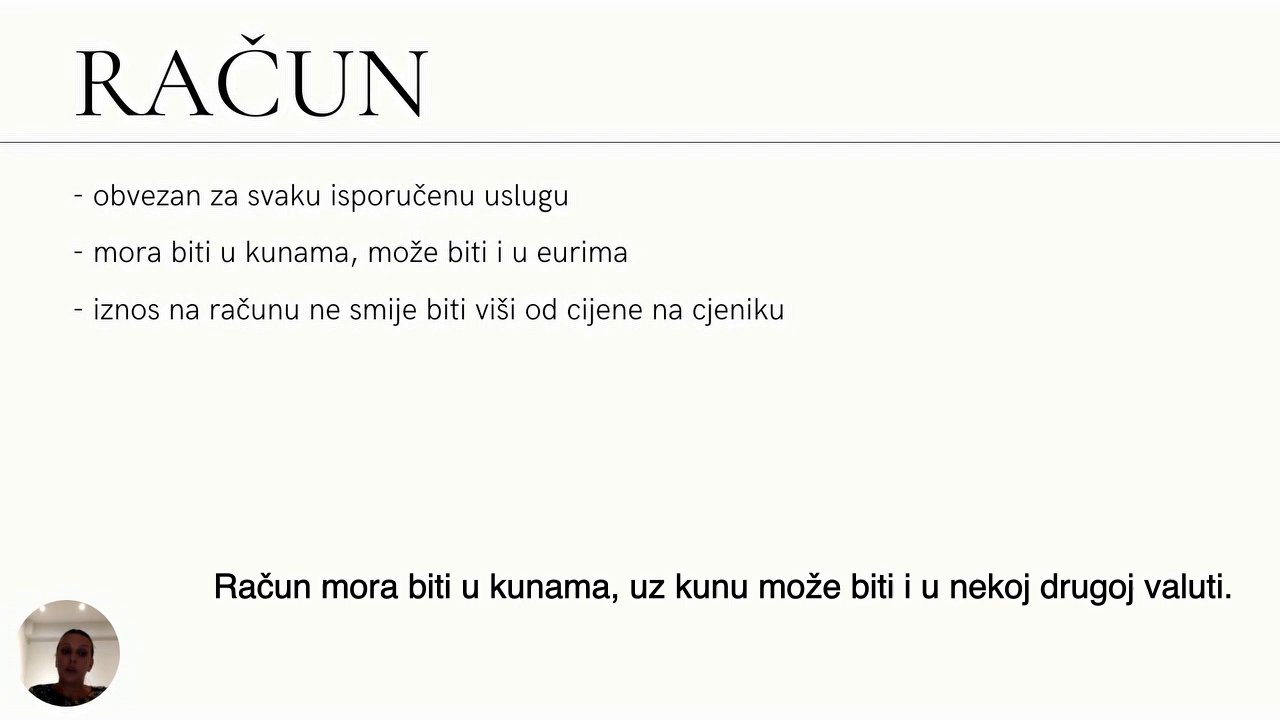 RAČUN
- obvezan za svaku isporučenu uslugu
- mora biti u kunama, može biti i u eurima
- iznos na računu ne smije biti viši od cijene na cjeniku
Račun mora biti u kunama, uz kunu može biti i u nekoj drugoj valuti.